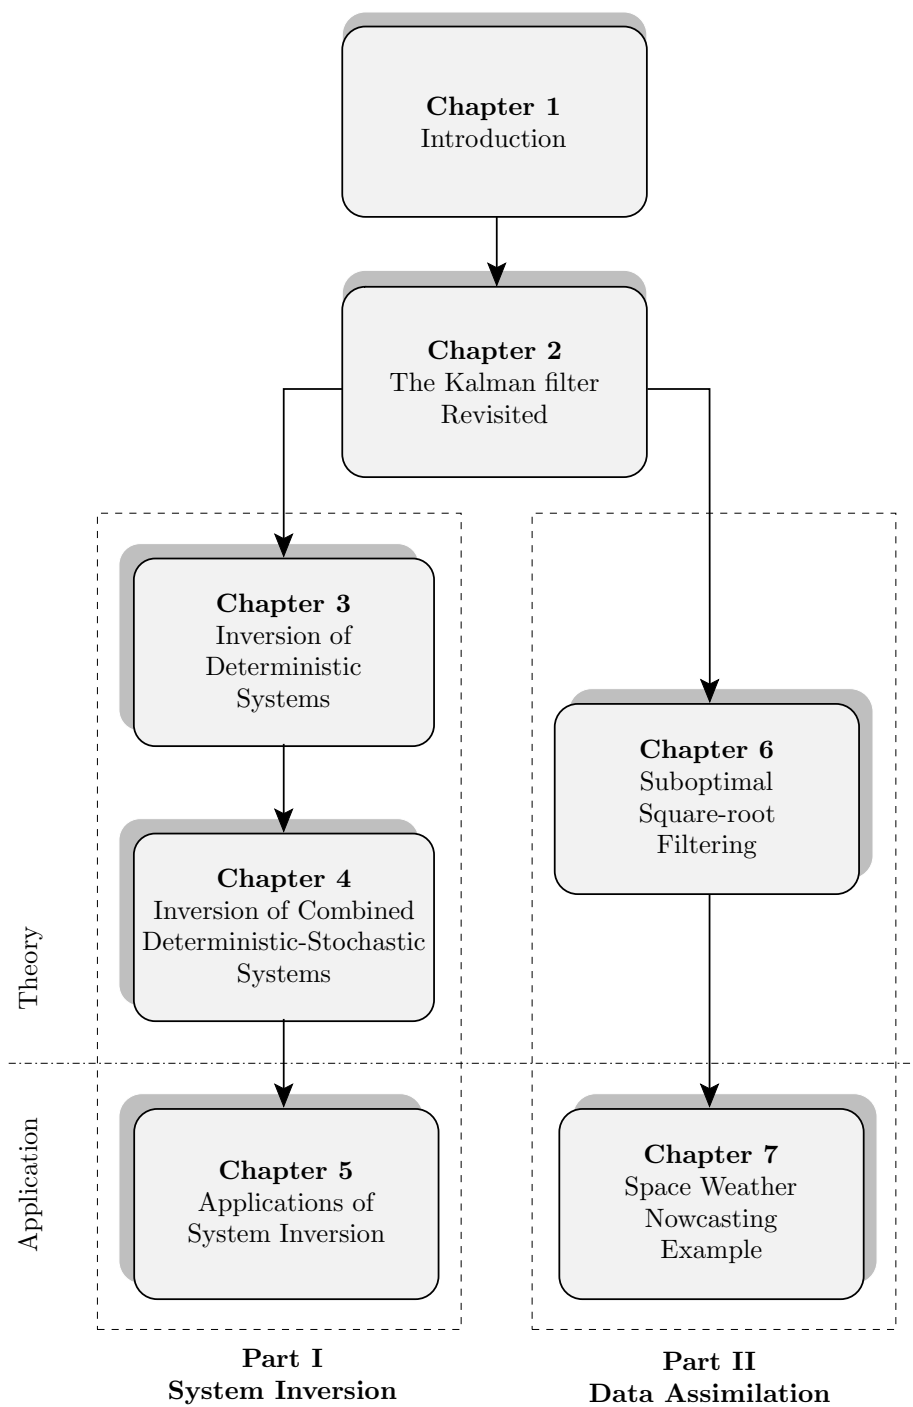 Chapter 1
Introduction
Chapter 2
The Kalman filter
Revisited
Chapter 3
Inversion of
Deterministic
Systems
Chapter 4
Inversion of Combined
Deterministic-Stochastic
Systems
Chapter 6
Suboptimal
Square-root
Filtering
Theory
Application
Chapter 5
Applications of
System Inversion
Chapter 7
Space Weather
Nowcasting
Example
Part I
System Inversion
Part II
Data Assimilation